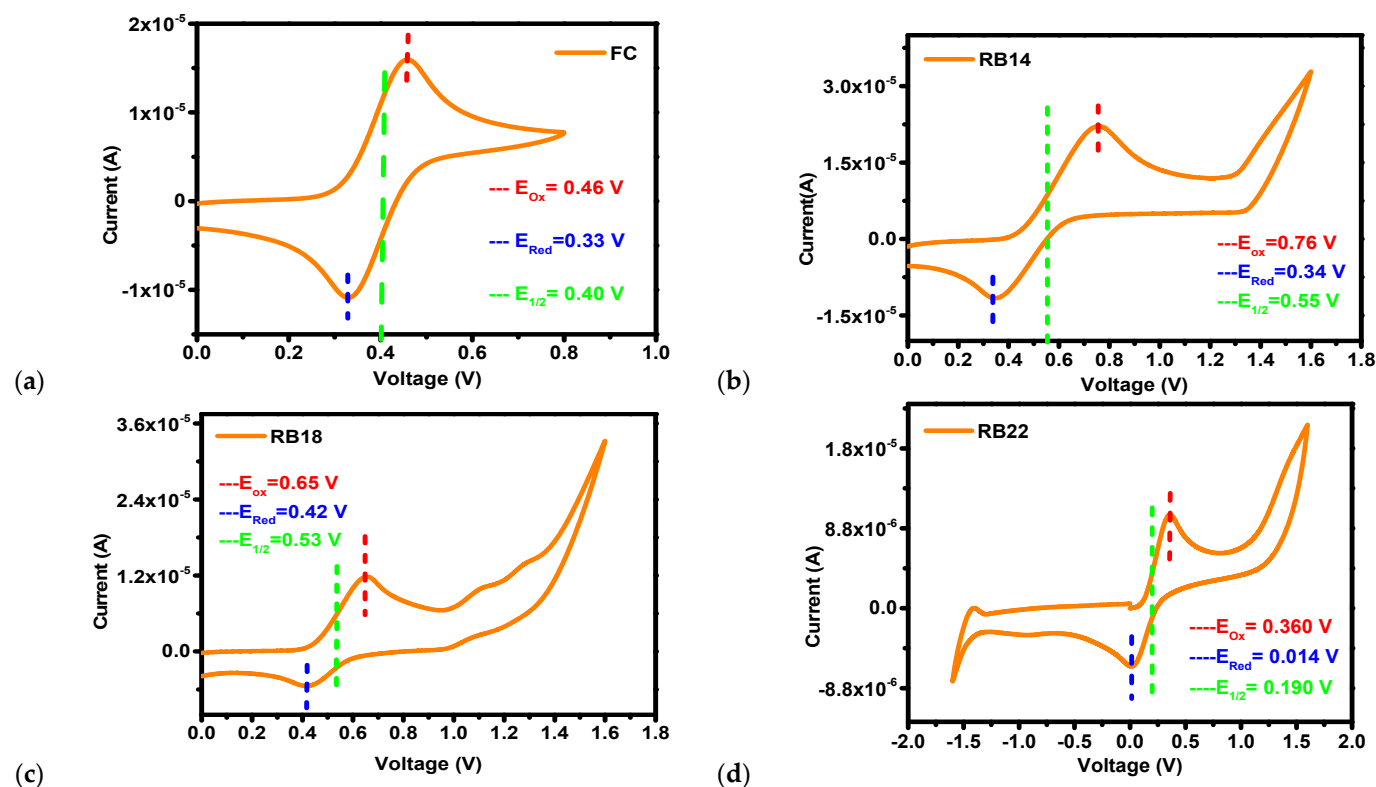 2x10⁻⁵
1x10⁻⁵
0
-1x10⁻⁵
Current (A)
FC
--- E_Ox= 0.46 V
--- E_Red=0.33 V
--- E_1/2= 0.40 V
0.0 0.2 0.4 0.6 0.8 1.0
Voltage (V)
(a)
3.0x10⁻⁵
1.5x10⁻⁵
0.0
-1.5x10⁻⁵
Current(A)
RB14
---E_ox=0.76 V
---E_Red=0.34 V
---E_1/2=0.55 V
0.0 0.2 0.4 0.6 0.8 1.0 1.2 1.4 1.6 1.8
Voltage (V)
(b)
3.6x10⁻⁵
2.4x10⁻⁵
1.2x10⁻⁵
0.0
Current (A)
RB18
---E_ox=0.65 V
---E_Red=0.42 V
---E_1/2=0.53 V
0.0 0.2 0.4 0.6 0.8 1.0 1.2 1.4 1.6 1.8
Voltage (V)
(c)
1.8x10⁻⁵
8.8x10⁻⁶
0.0
-8.8x10⁻⁶
Current (A)
RB22
----E_Ox= 0.360 V
----E_Red= 0.014 V
----E_1/2= 0.190 V
-2.0 -1.5 -1.0 -0.5 0.0 0.5 1.0 1.5 2.0
Voltage (V)
(d)